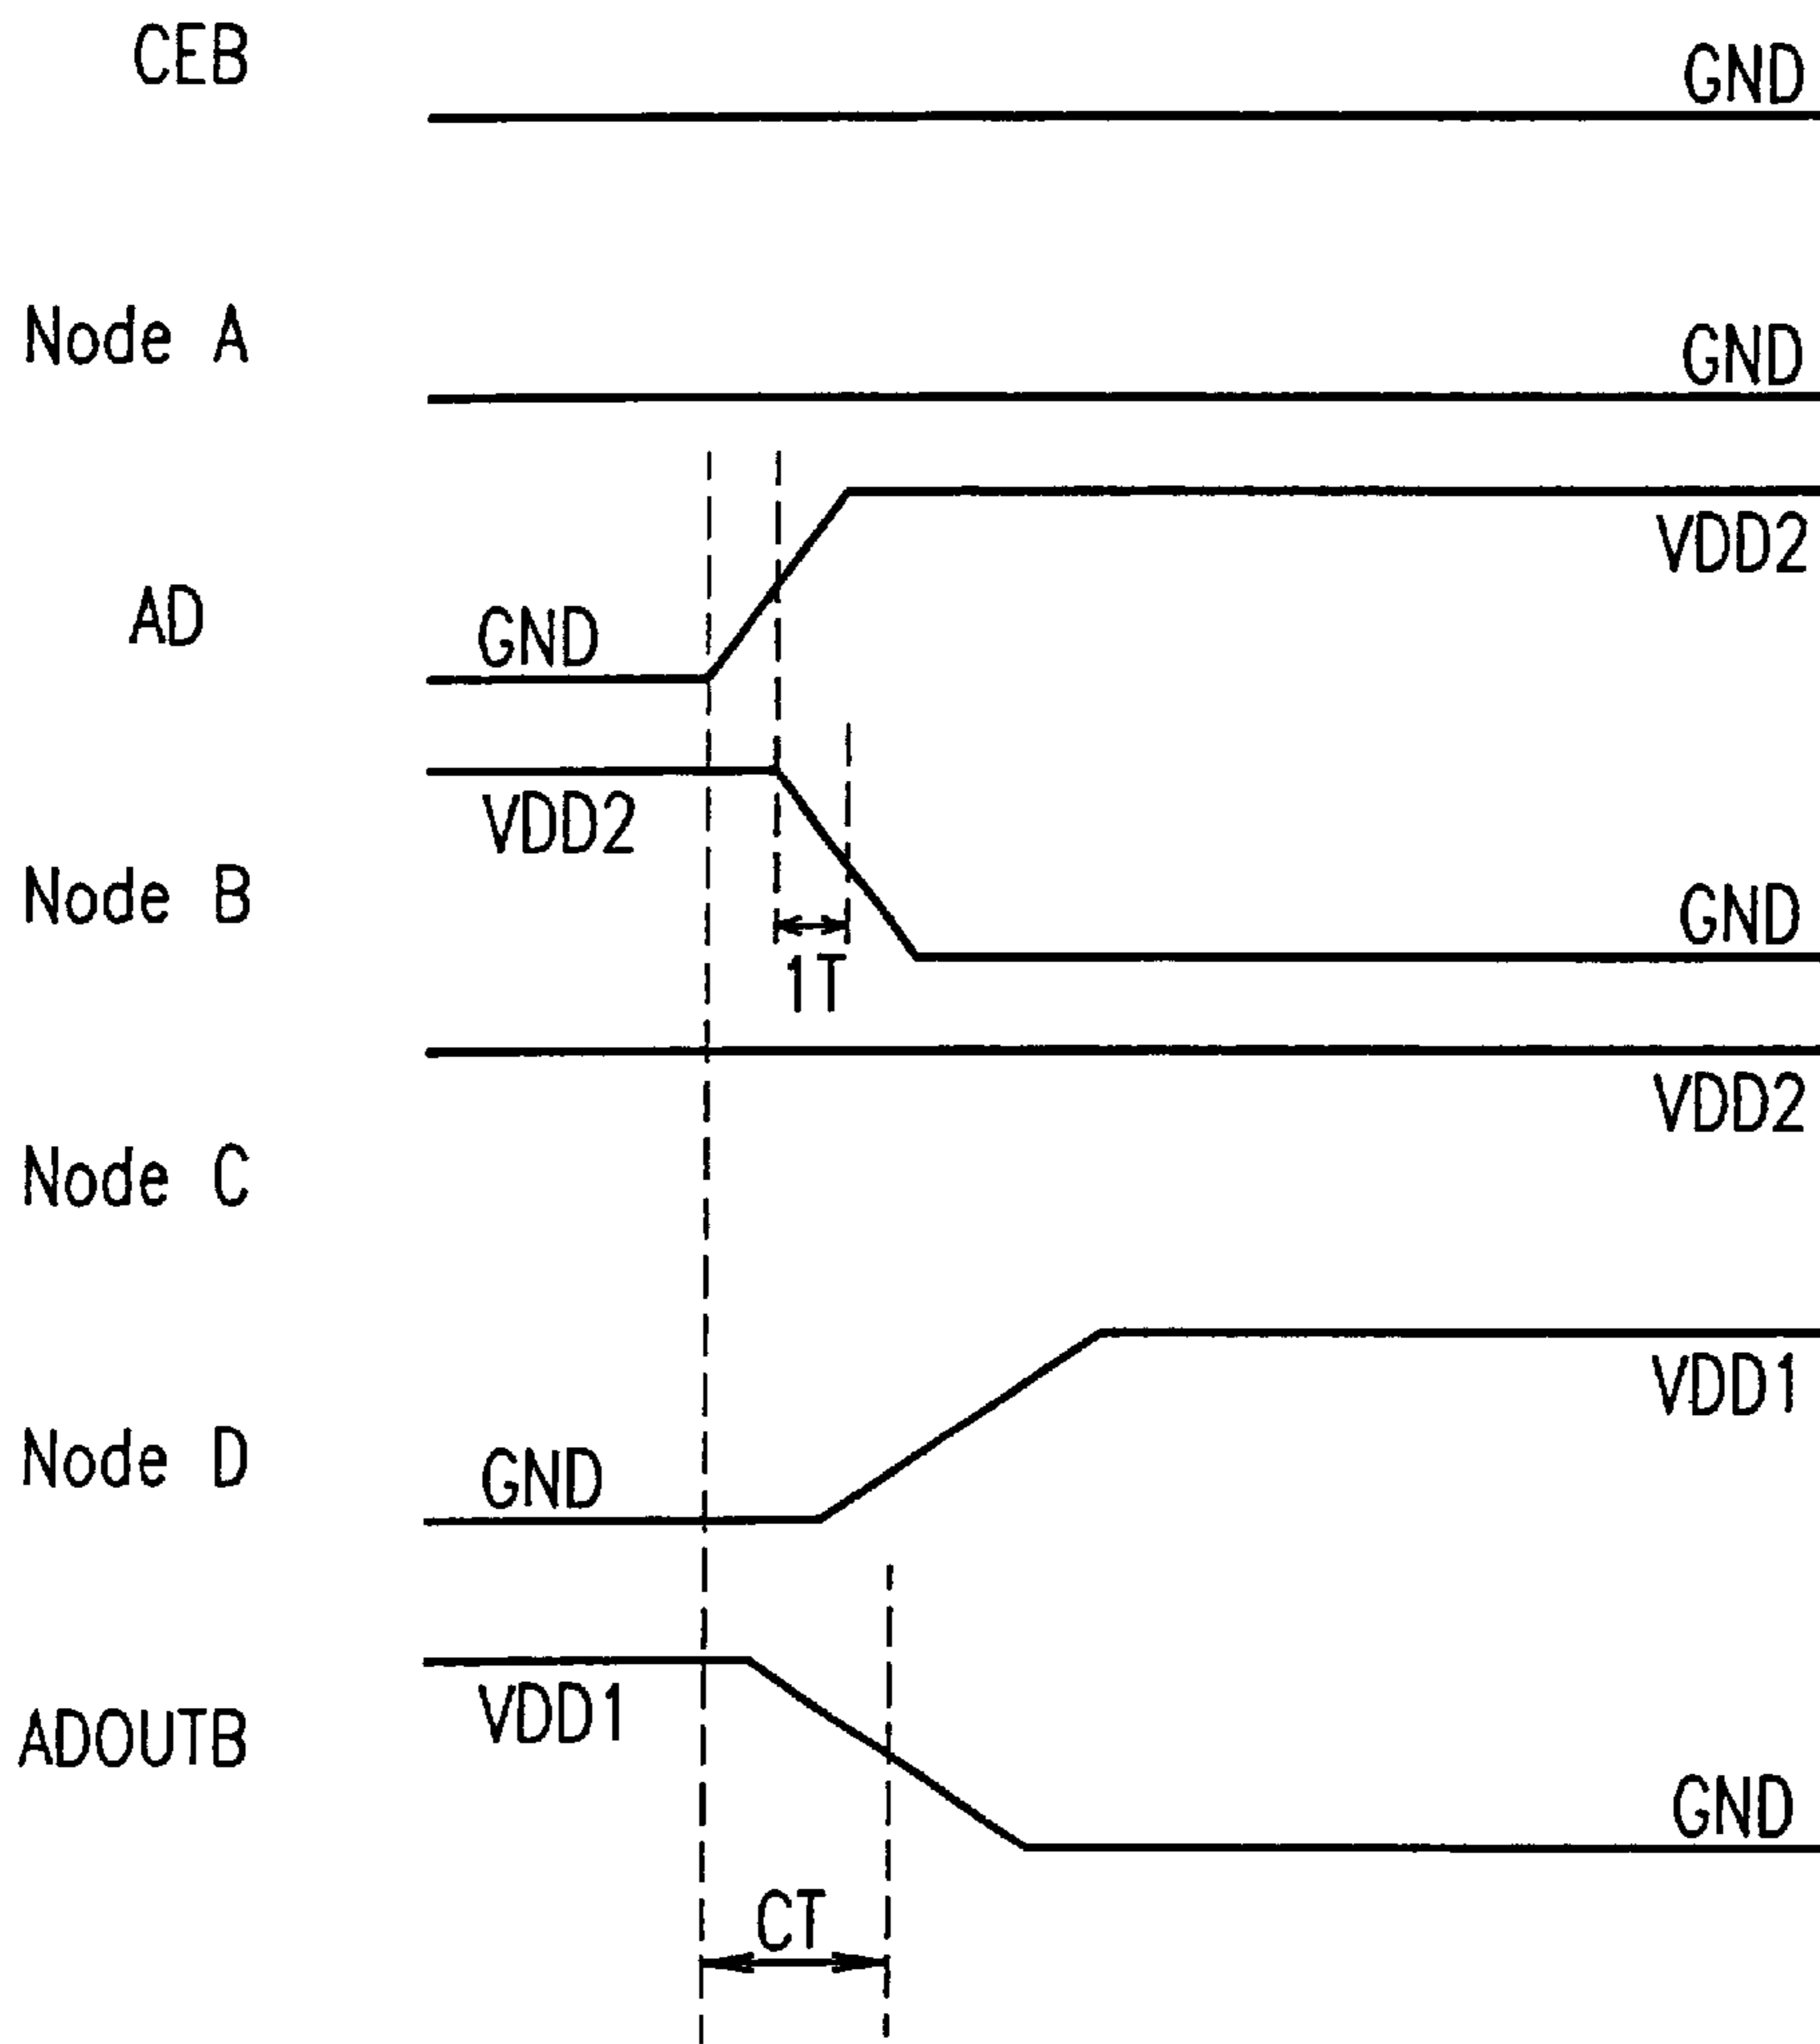 CEB
GND
Node A
GND
AD
GND
VDD2
Node B
VDD2
GND
1T
Node C
VDD2
Node D
GND
VDD1
ADOUTB
VDD1
GND
CT